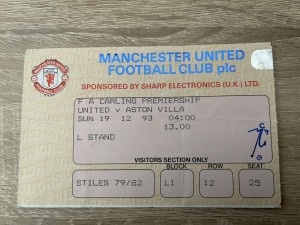 MANCHESTER UNITED
FOOTBALL CLUB plc
SPONSORED BY SHARP ELECTRONICS (U.K.) LTD.
F A CARLING PREMIERSHIP
UNITED v ASTON VILLA
SUN 19 12 93 04:00
13.00
L STAND
VISITORS SECTION ONLY
BLOCK ROW SEAT
STILES 79/82 L1 12 25